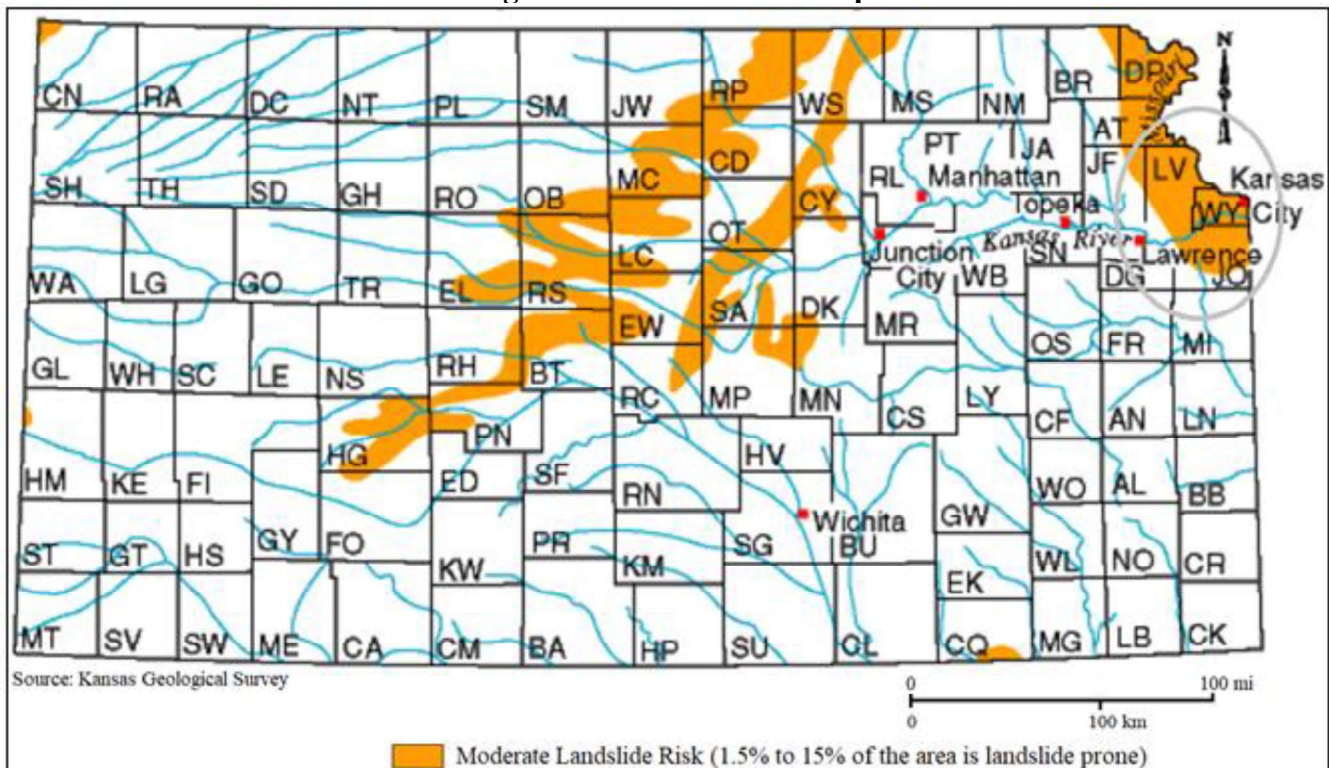 N
CN RA DC NT PL SM JW RP WS MS NM BR DP
Missouri
AT
PT JA
SH TH SD GH RO OB MC CD CY RL Manhattan JF LV Kansas
Topeka WY City
OT
Junction Kansas River Lawrence
City WB SN DG JO
WA LG GO TR EL RS LC
SA DK
EW MR OS FR MI
GL WH SC LE NS RH BT
RC MP MN CS LY CF AN LN
HG PN HV
HM KE FI ED SF RN WO AL BB
Wichita GW
ST GT HS GY FO PR SG BU WL NO CR
KW KM EK
MT SV SW ME CA CM BA HP SU CL CQ MG LB CK
Source: Kansas Geological Survey
0 100 mi
0 100 km
Moderate Landslide Risk (1.5% to 15% of the area is landslide prone)